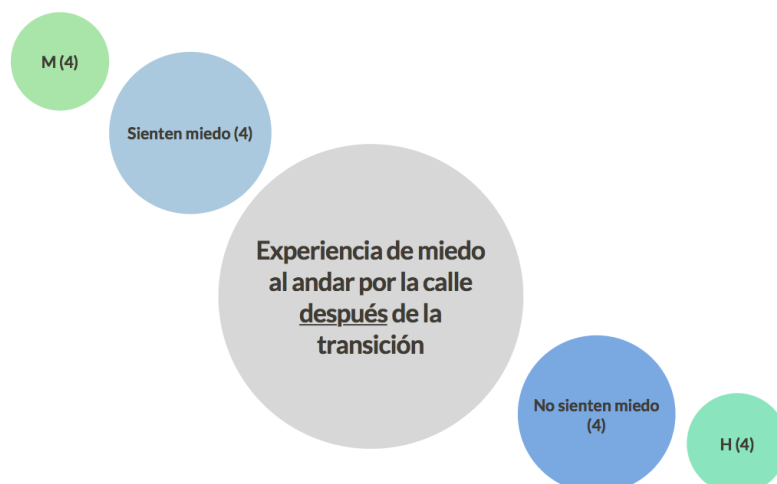 M (4)
Sienten miedo (4)
Experiencia de miedo
al andar por la calle
después de la
transición
No sienten miedo
(4)
H (4)